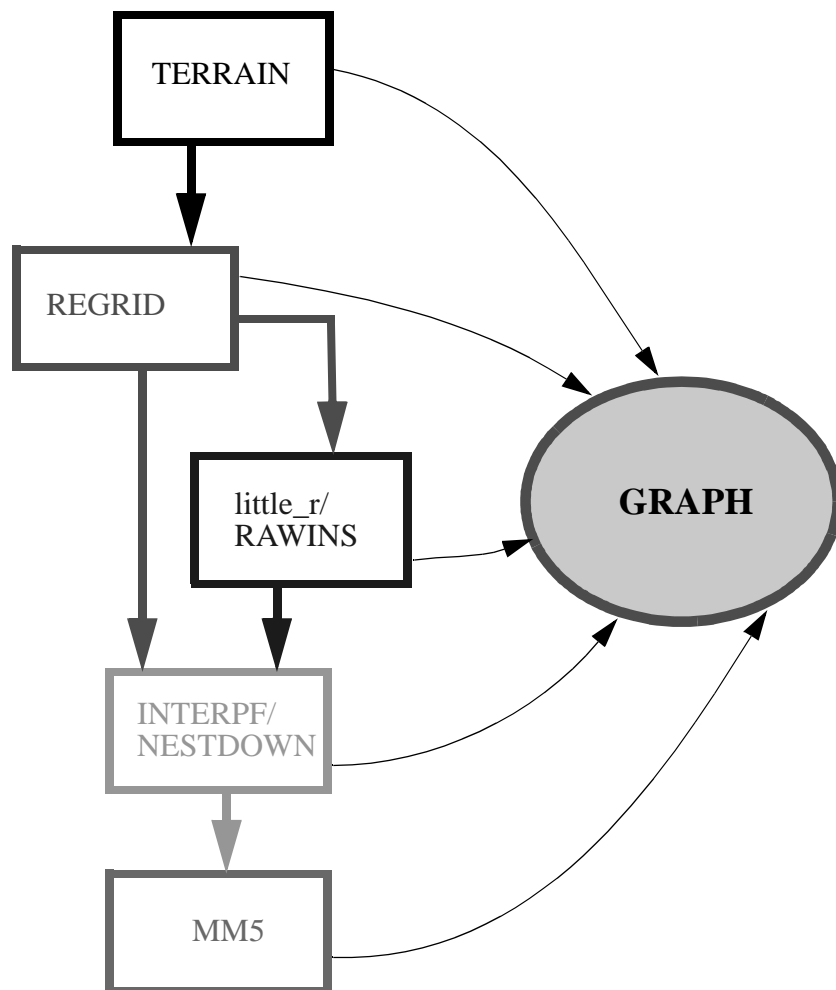 TERRAIN
REGRID
little_r/
RAWINS
GRAPH
INTERPF/
NESTDOWN
MM5